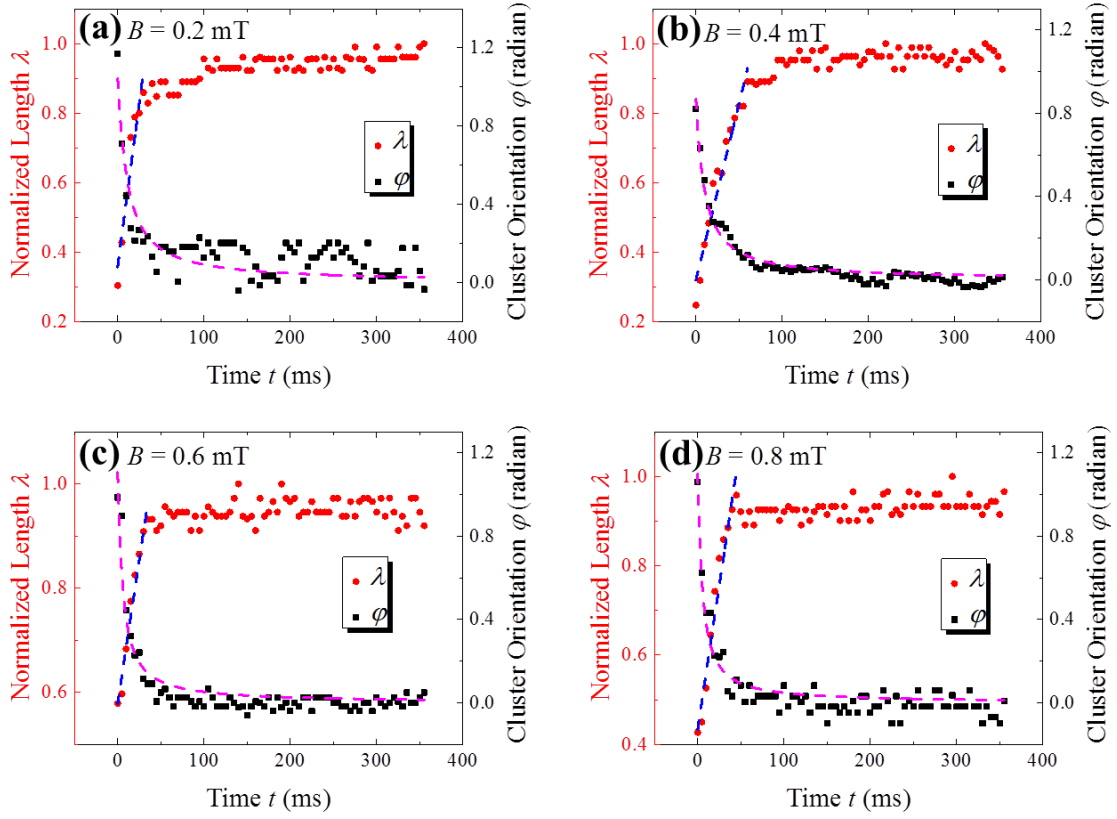 (a) B = 0.2 mT
1.0
0.8
0.6
0.4
0.2
Normalized Length λ
1.2
0.8
0.4
0.0
Cluster Orientation φ (radian)
λ
φ
0 100 200 300 400
Time t (ms)
(b) B = 0.4 mT
1.0
0.8
0.6
0.4
0.2
Normalized Length λ
1.2
0.8
0.4
0.0
Cluster Orientation φ (radian)
λ
φ
0 100 200 300 400
Time t (ms)
(c) B = 0.6 mT
1.0
0.8
0.6
Normalized Length λ
1.2
0.8
0.4
0.0
Cluster Orientation φ (radian)
λ
φ
0 100 200 300 400
Time t (ms)
(d) B = 0.8 mT
1.0
0.8
0.6
0.4
Normalized Length λ
1.2
0.8
0.4
0.0
Cluster Orientation φ (radian)
λ
φ
0 100 200 300 400
Time t (ms)